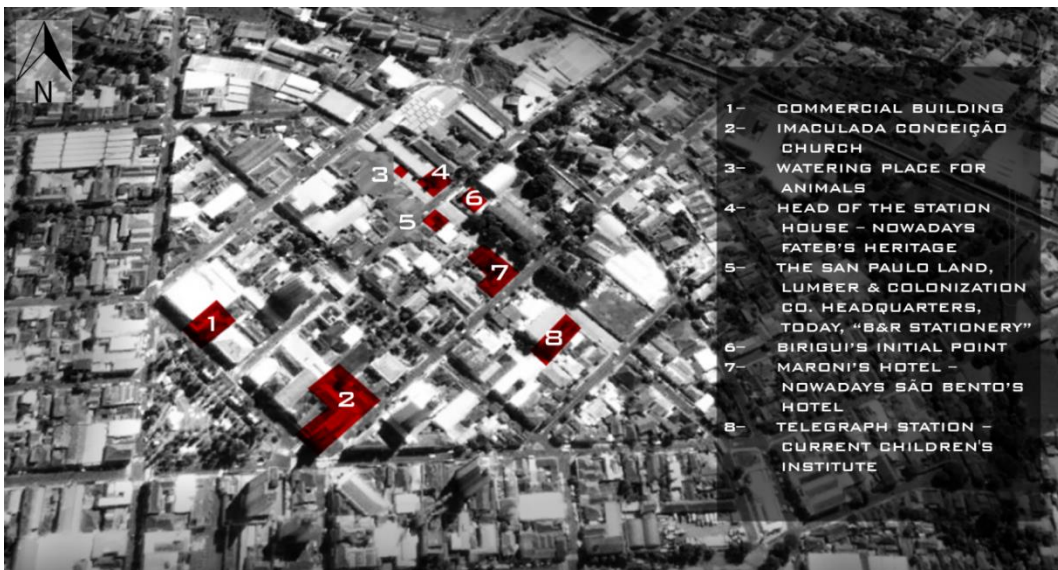 N
3
4
6
5
7
1
8
2
1– COMMERCIAL BUILDING
2– IMACULADA CONCEIÇÃO
CHURCH
3– WATERING PLACE FOR
ANIMALS
4– HEAD OF THE STATION
HOUSE – NOWADAYS
FATEB'S HERITAGE
5– THE SAN PAULO LAND,
LUMBER & COLONIZATION
CO. HEADQUARTERS,
TODAY, “B&R STATIONERY”
6– BIRIGUI'S INITIAL POINT
7– MARONI'S HOTEL –
NOWADAYS SÃO BENTO'S
HOTEL
8– TELEGRAPH STATION –
CURRENT CHILDREN'S
INSTITUTE